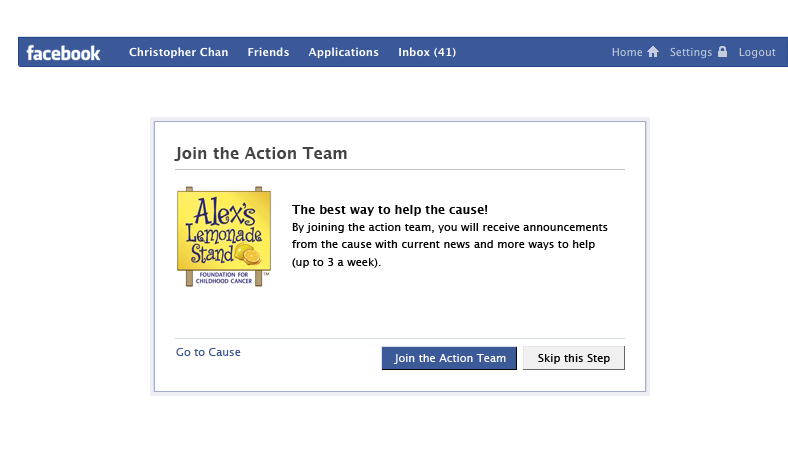 facebook Christopher Chan Friends Applications Inbox (41) Home Settings Logout
Join the Action Team
Alex's
Lemonade
Stand
FOUNDATION FOR
CHILDHOOD CANCER
™
The best way to help the cause!
By joining the action team, you will receive announcements
from the cause with current news and more ways to help
(up to 3 a week).
Go to Cause
Join the Action Team
Skip this Step